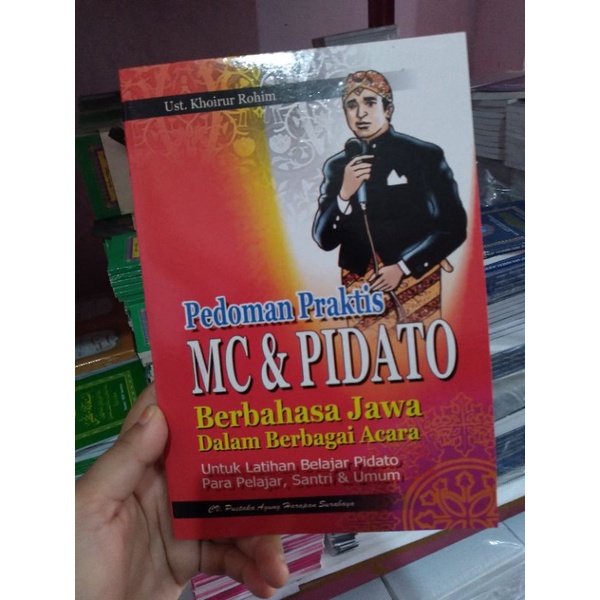 Ust. Khoirur Rohim
Pedoman Praktis
MC & PIDATO
Berbahasa Jawa
Dalam Berbagai Acara
Untuk Latihan Belajar Pidato
Para Pelajar, Santri & Umum
CV. Pustaka Agung Harapan Surabaya